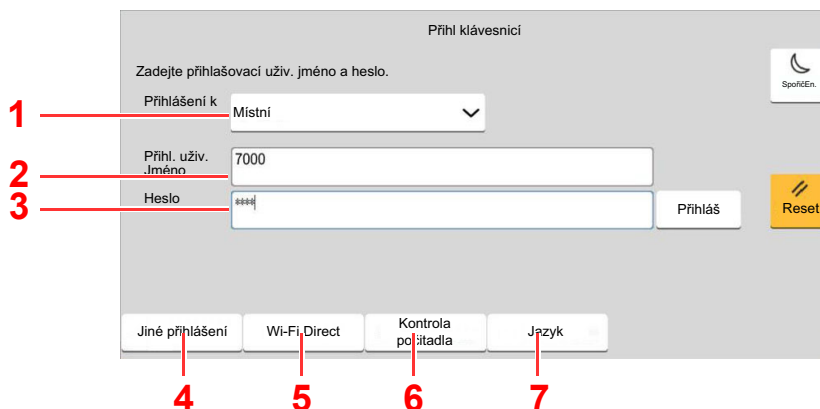 Přihl klávesnicí
Zadejte přihlašovací uživ. jméno a heslo.
SpořičEn.
Přihlášení k
1
Místní
Přihl. uživ.
Jméno
7000
2
Heslo
3
****
Přihláš
Reset
Jiné přihlášení
Wi-Fi Direct
Kontrola
počitadla
Jazyk
4
5
6
7